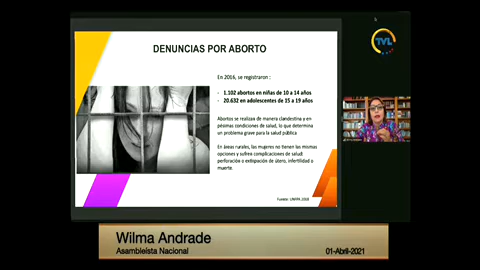 DENUNCIAS POR ABORTO
TVL
En 2016, se registraron :
- 1.102 abortos en niñas de 10 a 14 años
- 20.632 en adolescentes de 15 a 19 años
Abortos se realiza de manera clandestina y en
pésimas condiciones de salud, lo que determina
un problema grave para la salud pública
En áreas rurales, las mujeres no tienen las mismas
opciones y sufren complicaciones de salud:
perforación o extirpación de útero, infertilidad o
muerte.
Fuente: UNFPA, 2018
Wilma Andrade
Asambleísta Nacional
01-Abril-2021